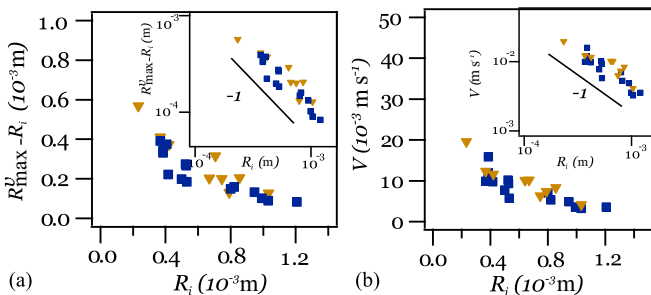 1.0
0.8
0.6
0.4
0.2
0.0
R^v_max -R_i (10^-3 m)
0.0 0.4 0.8 1.2
R_i (10^-3 m)
(a)
10^-3
10^-4
R^v_max-R_i (m)
-1
10^-4 10^-3
R_i (m)
50
40
30
20
10
0
V (10^-3 m s^-1)
0.0 0.4 0.8 1.2
R_i (10^-3 m)
(b)
10^-2
10^-3
V (m s^-1)
-1
10^-4 10^-3
R_i (m)